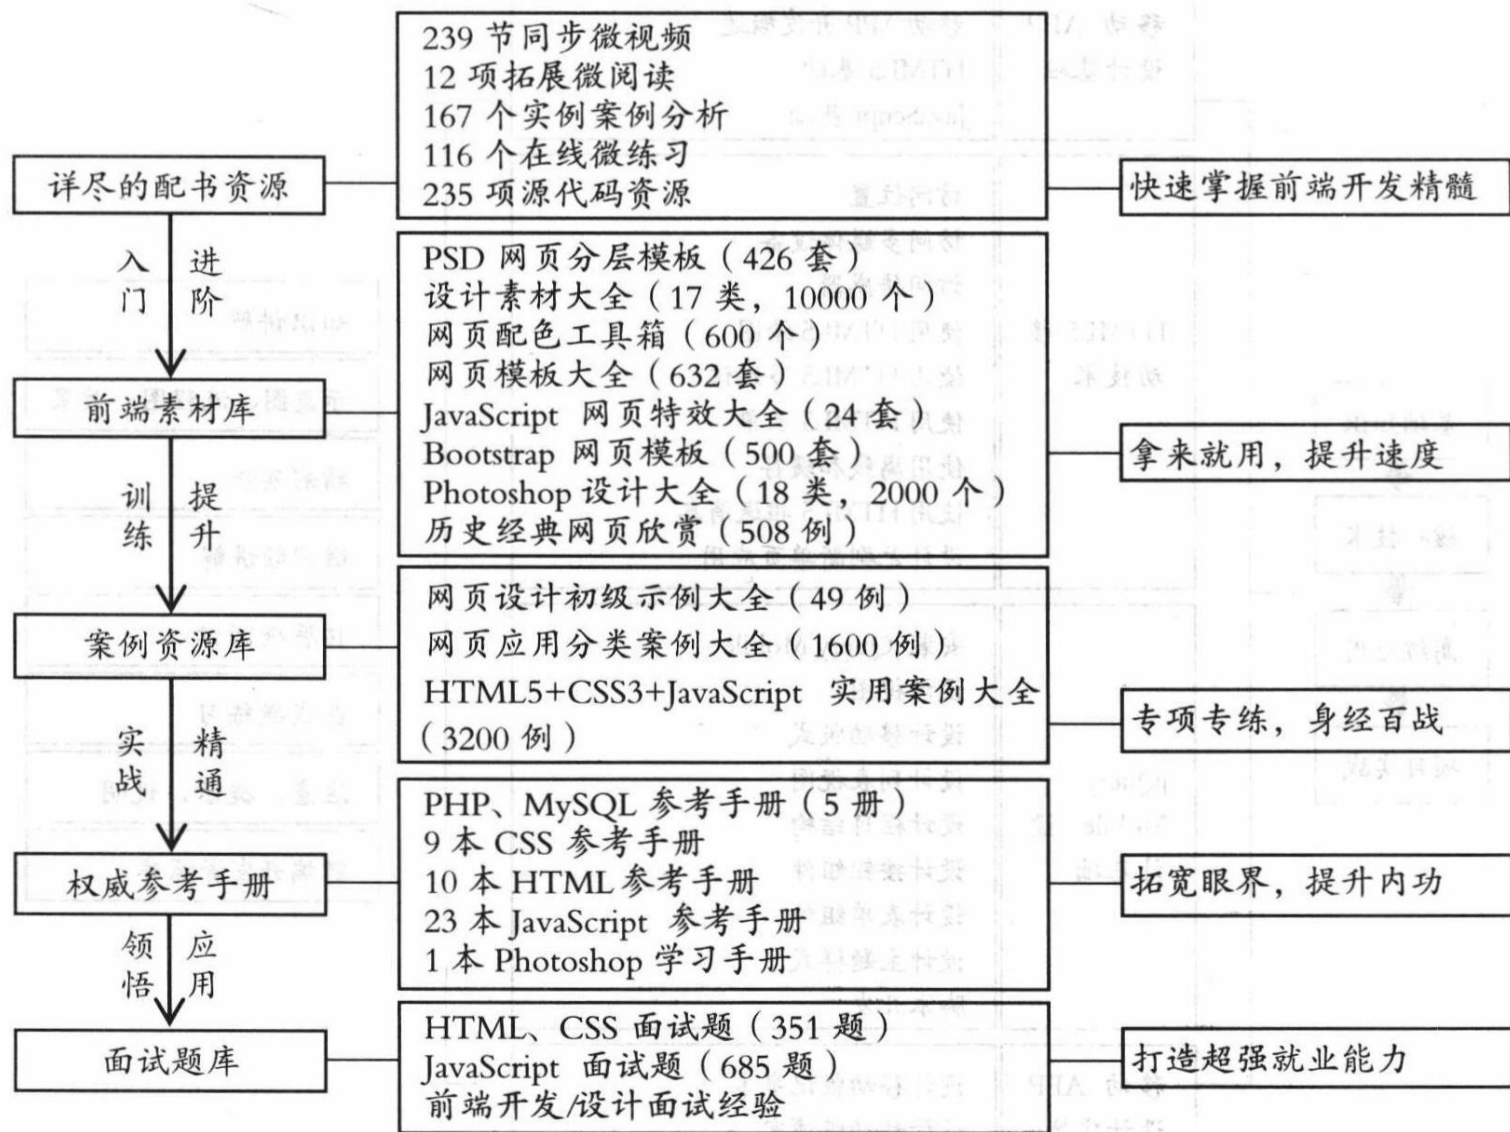 239 节同步微视频
12 项拓展微阅读
167 个实例案例分析
116 个在线微练习
235 项源代码资源
详尽的配书资源
快速掌握前端开发精髓
入门
进阶
PSD 网页分层模板（426 套）
设计素材大全（17 类，10000 个）
网页配色工具箱（600 个）
网页模板大全（632 套）
JavaScript 网页特效大全（24 套）
Bootstrap 网页模板（500 套）
Photoshop 设计大全（18 类，2000 个）
历史经典网页欣赏（508 例）
前端素材库
拿来就用，提升速度
训练
提升
网页设计初级示例大全（49 例）
网页应用分类案例大全（1600 例）
HTML5+CSS3+JavaScript 实用案例大全
（3200 例）
案例资源库
专项专练，身经百战
实战
精通
PHP、MySQL 参考手册（5 册）
9 本 CSS 参考手册
10 本 HTML 参考手册
23 本 JavaScript 参考手册
1 本 Photoshop 学习手册
权威参考手册
拓宽眼界，提升内功
领悟
应用
HTML、CSS 面试题（351 题）
JavaScript 面试题（685 题）
前端开发/设计面试经验
面试题库
打造超强就业能力